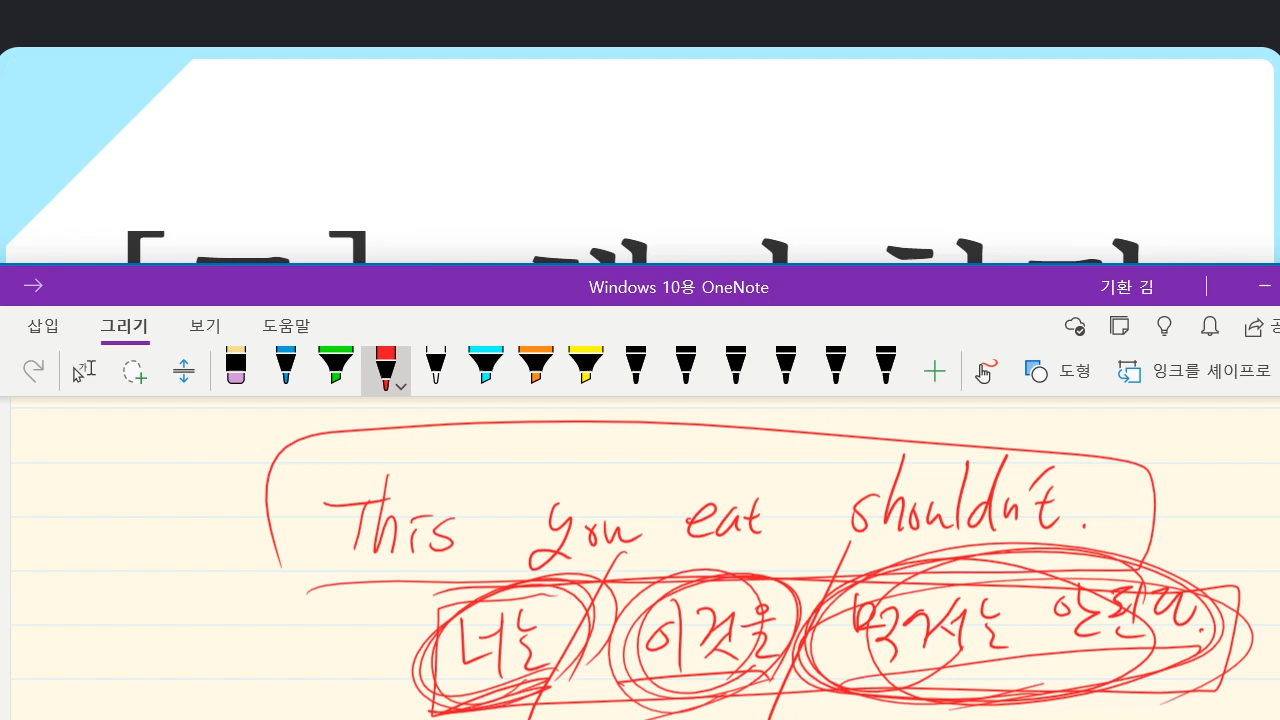 Windows 10용 OneNote 기환 김
삽입 그리기 보기 도움말
도형 잉크를 셰이프로
This you eat shouldn't.
너는 이것을 먹어서는 안된다.